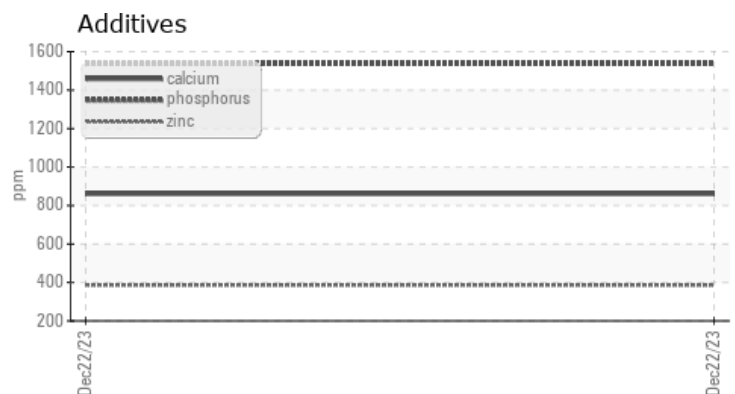 Additives
1600
1400
1200
1000
800
600
400
200
ppm
calcium
phosphorus
zinc
Dec22/23
Dec22/23